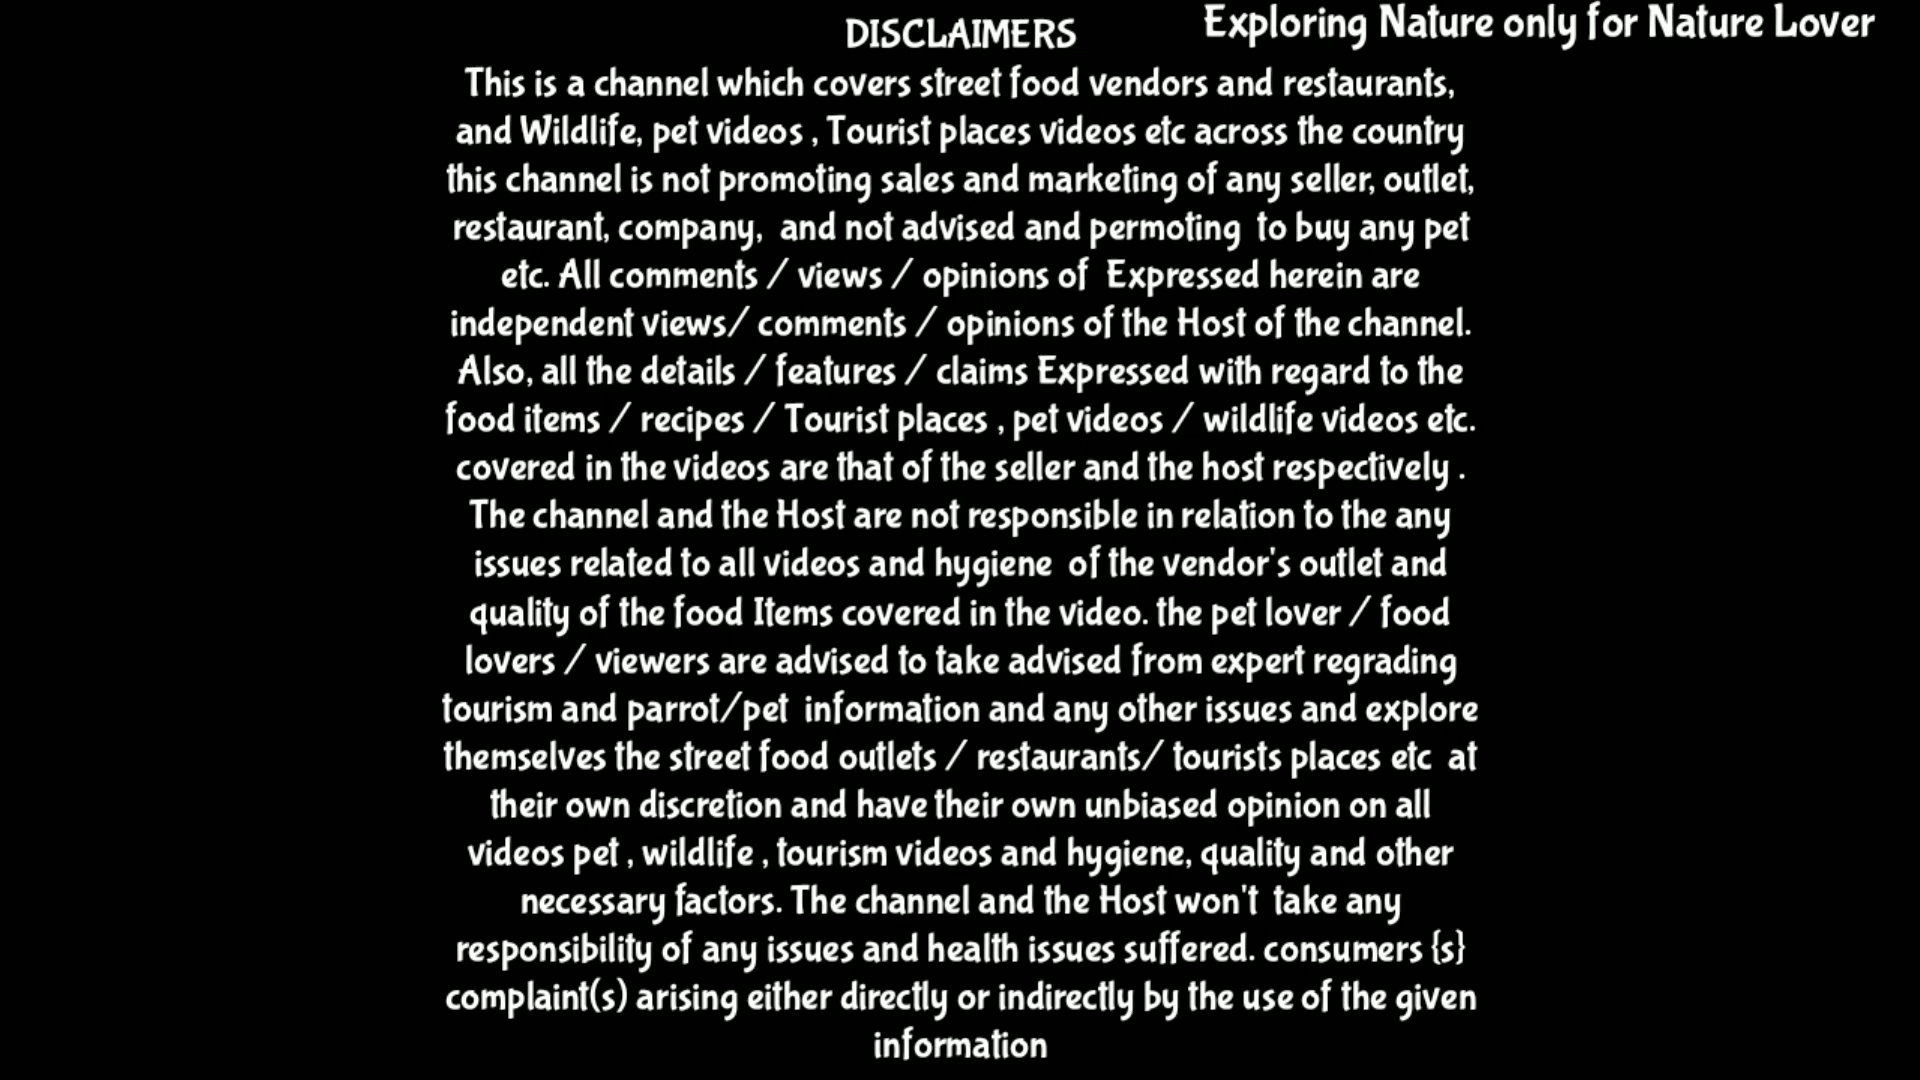 DISCLAIMERS
Exploring Nature only for Nature Lover
This is a channel which covers street food vendors and restaurants,
and Wildlife, pet videos , Tourist places videos etc across the country
this channel is not promoting sales and marketing of any seller, outlet,
restaurant, company,  and not advised and permoting  to buy any pet
etc. All comments / views / opinions of  Expressed herein are
independent views/ comments / opinions of the Host of the channel.
Also, all the details / features / claims Expressed with regard to the
food items / recipes / Tourist places , pet videos / wildlife videos etc.
covered in the videos are that of the seller and the host respectively .
The channel and the Host are not responsible in relation to the any
issues related to all videos and hygiene  of the vendor's outlet and
quality of the food Items covered in the video. the pet lover / food
lovers / viewers are advised to take advised from expert regrading
tourism and parrot/pet  information and any other issues and explore
themselves the street food outlets / restaurants/ tourists places etc  at
their own discretion and have their own unbiased opinion on all
videos pet , wildlife , tourism videos and hygiene, quality and other
necessary factors. The channel and the Host won't  take any
responsibility of any issues and health issues suffered. consumers {s}
complaint(s) arising either directly or indirectly by the use of the given
information